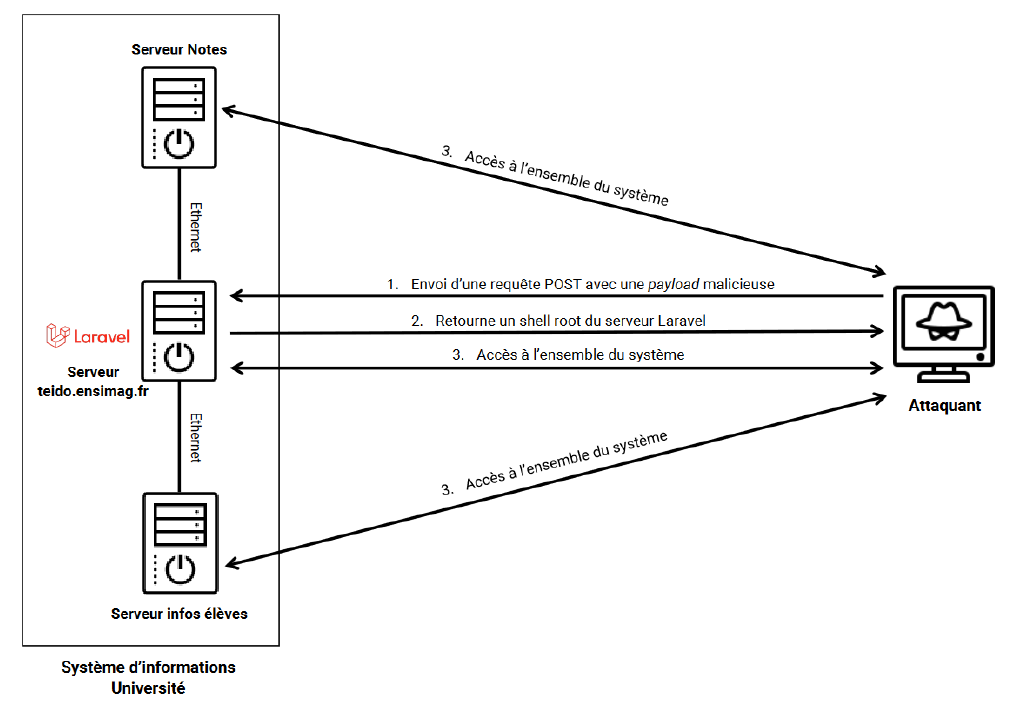 Serveur Notes
3. Accès à l'ensemble du système
Ethernet
1. Envoi d'une requête POST avec une payload malicieuse
2. Retourne un shell root du serveur Laravel
Laravel
3. Accès à l'ensemble du système
Serveur
teido.ensimag.fr
Attaquant
Ethernet
3. Accès à l'ensemble du système
Serveur infos élèves
Système d'informations
Université